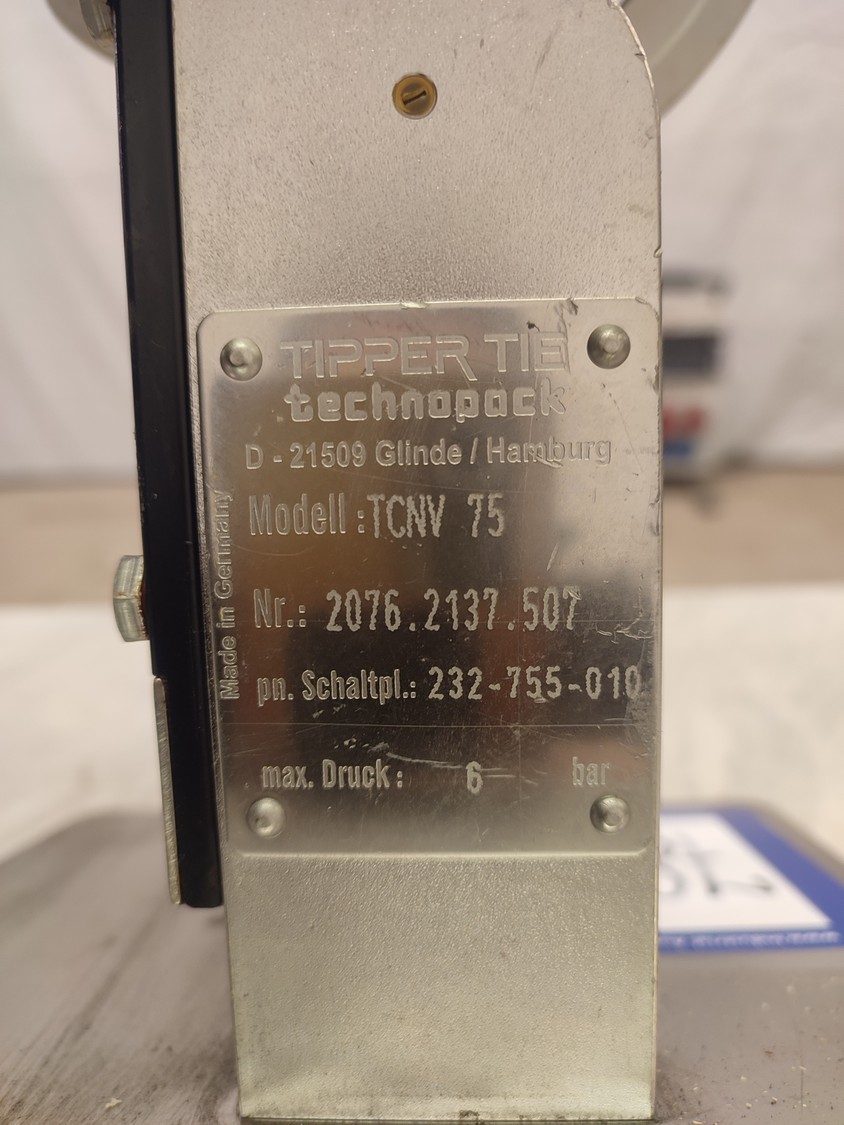 TIPPER TIE
technopack
D - 21509 Glinde / Hamburg
Modell : TCNV 75
Nr.: 2076.2137.507
pn. Schaltpl.: 232-755-010
max. Druck : 6 bar
Made in Germany